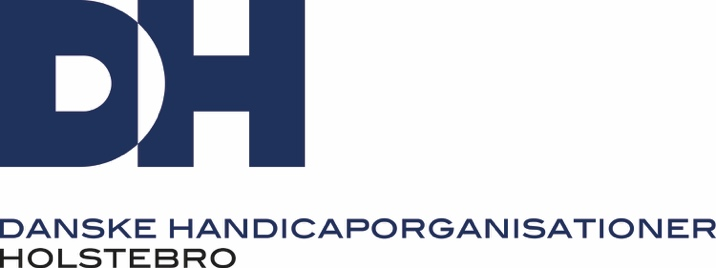 DH
DANSKE HANDICAPORGANISATIONER
HOLSTEBRO